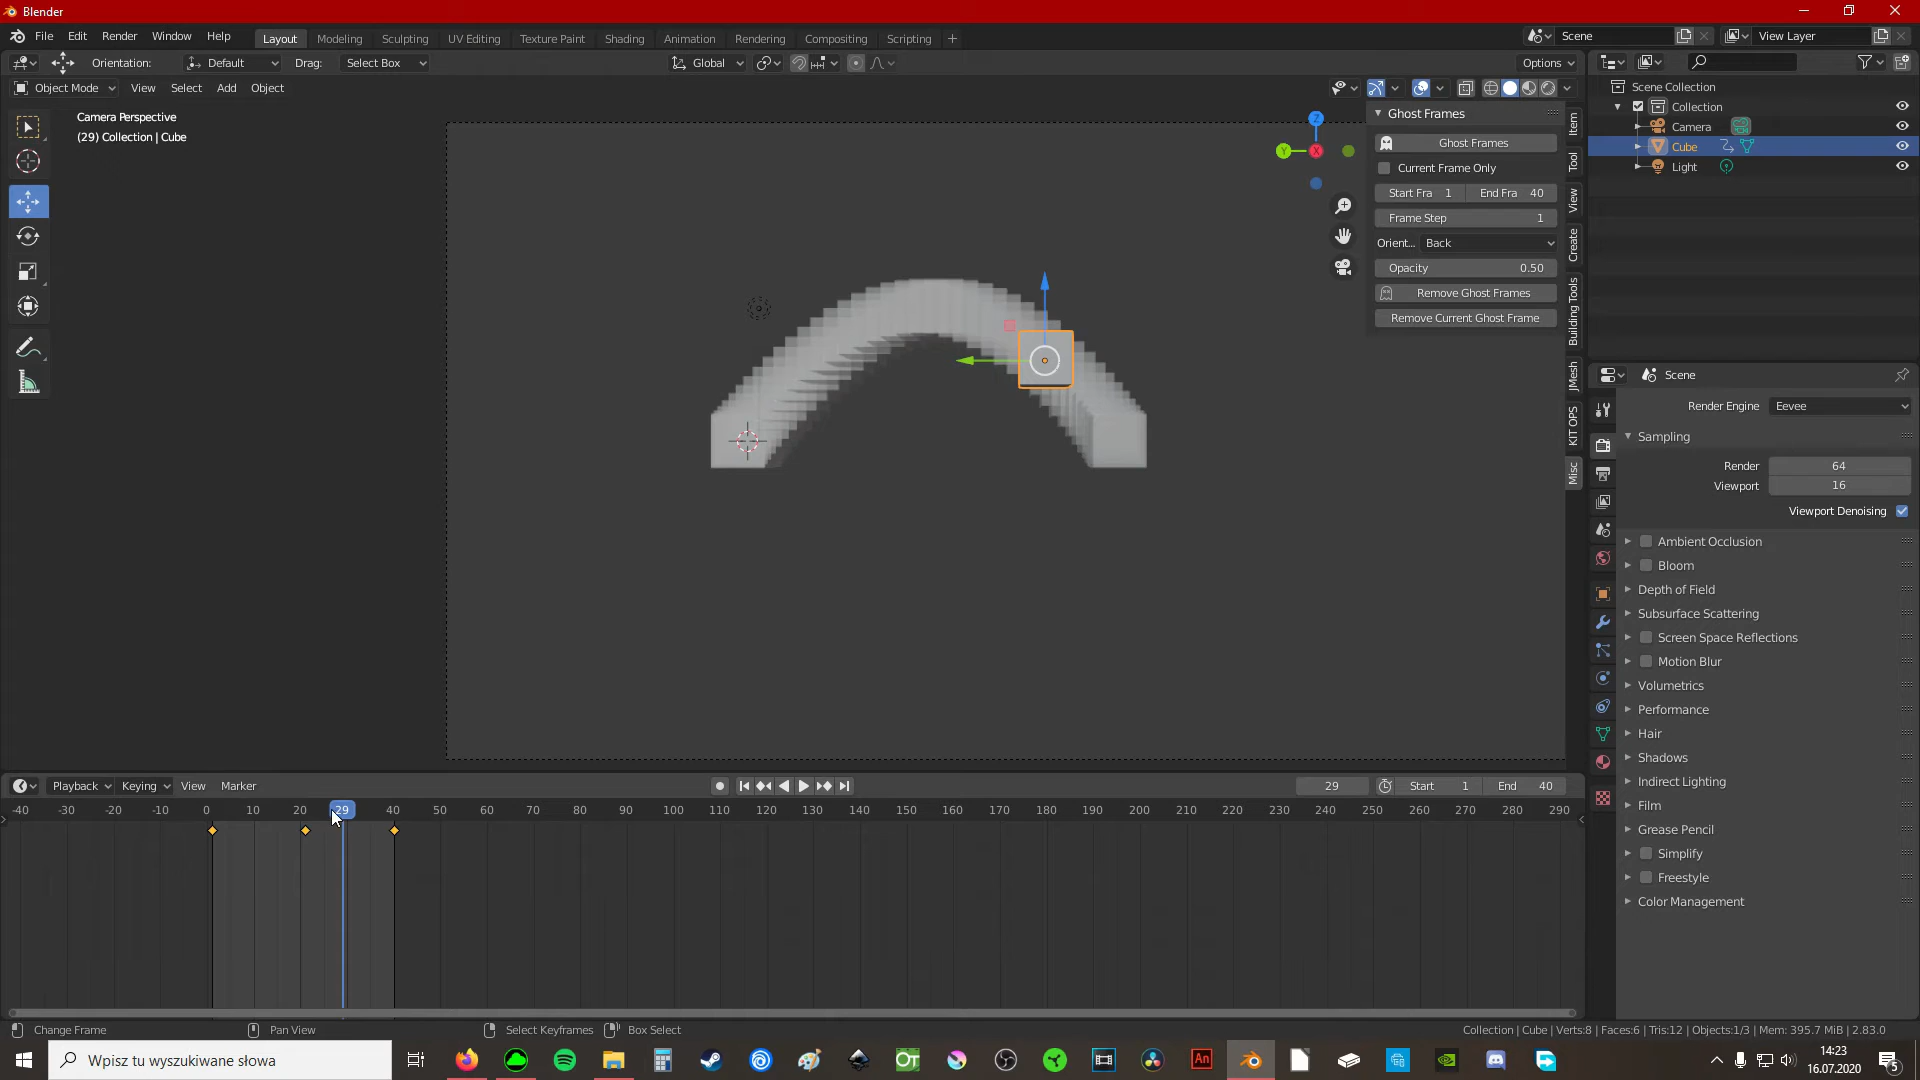 Blender
File Edit Render Window Help
Layout Modeling Sculpting UV Editing Texture Paint Shading Animation Rendering Compositing Scripting +
Scene
View Layer
Orientation: Default Drag: Select Box
Global
Options
Object Mode View Select Add Object
Camera Perspective
(29) Collection | Cube
Z
Y
X
Ghost Frames
Ghost Frames
Current Frame Only
Start Fra 1 End Fra 40
Frame Step 1
Orient... Back
Opacity 0.50
Remove Ghost Frames
Remove Current Ghost Frame
Item
Tool
View
Create
Building Tools
JMesh
KIT OPS
Misc
Scene Collection
Collection
Camera
Cube
Light
Scene
Render Engine Eevee
Sampling
Render 64
Viewport 16
Viewport Denoising
Ambient Occlusion
Bloom
Depth of Field
Subsurface Scattering
Screen Space Reflections
Motion Blur
Volumetrics
Performance
Hair
Shadows
Indirect Lighting
Film
Grease Pencil
Simplify
Freestyle
Color Management
Playback Keying View Marker
29
Start 1 End 40
-40 -30 -20 -10 0 10 20 29 40 50 60 70 80 90 100 110 120 130 140 150 160 170 180 190 200 210 220 230 240 250 260 270 280 290
Change Frame
Pan View
Select Keyframes
Box Select
Collection | Cube | Verts:8 | Faces:6 | Tris:12 | Objects:1/3 | Mem: 395.7 MiB | 2.83.0
Wpisz tu wyszukiwane słowa
OT
An
14:23
16.07.2020
5